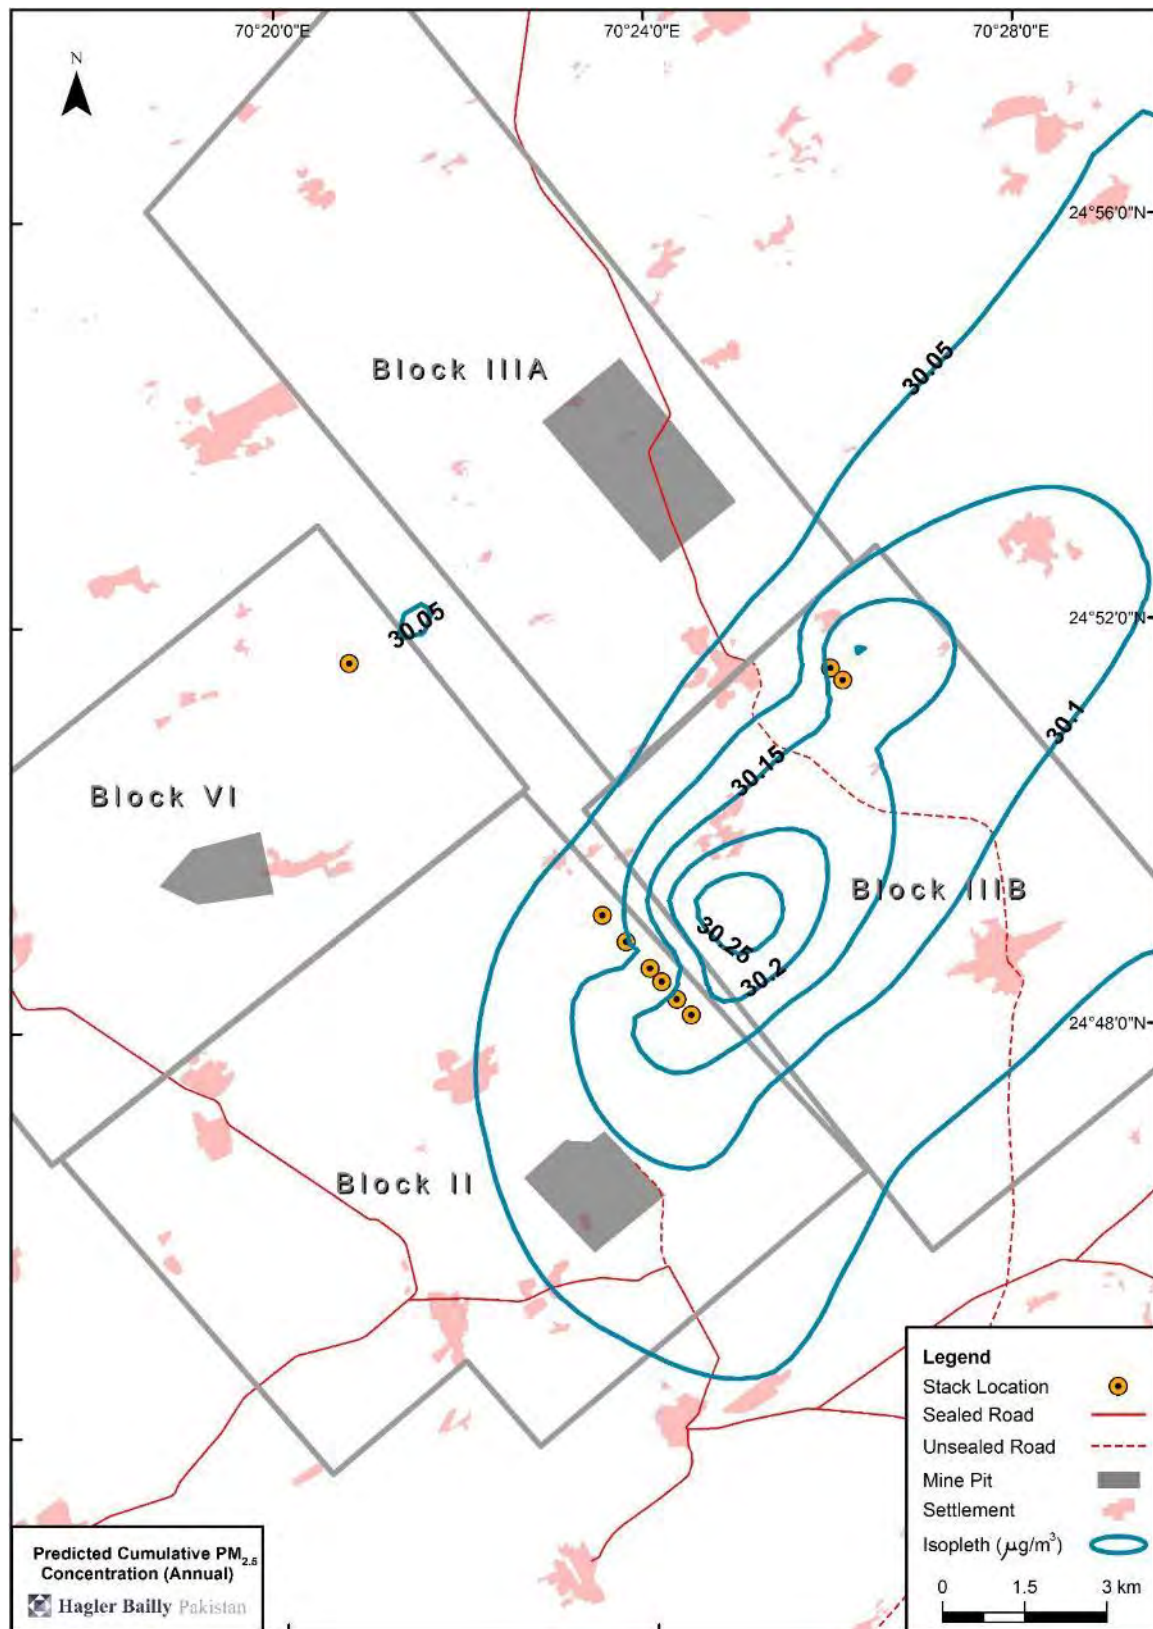 70°20'0"E
70°24'0"E
70°28'0"E
N
24°56'0"N
30.05
Block IIIA
24°52'0"N
30.05
30.1
30.15
Block VI
Block IIIB
30.25
30.2
24°48'0"N
Block II
Legend
Stack Location
Sealed Road
Unsealed Road
Mine Pit
Settlement
Isopleth (μg/m³)
0 1.5 3 km
Predicted Cumulative PM2.5
Concentration (Annual)
Hagler Bailly Pakistan